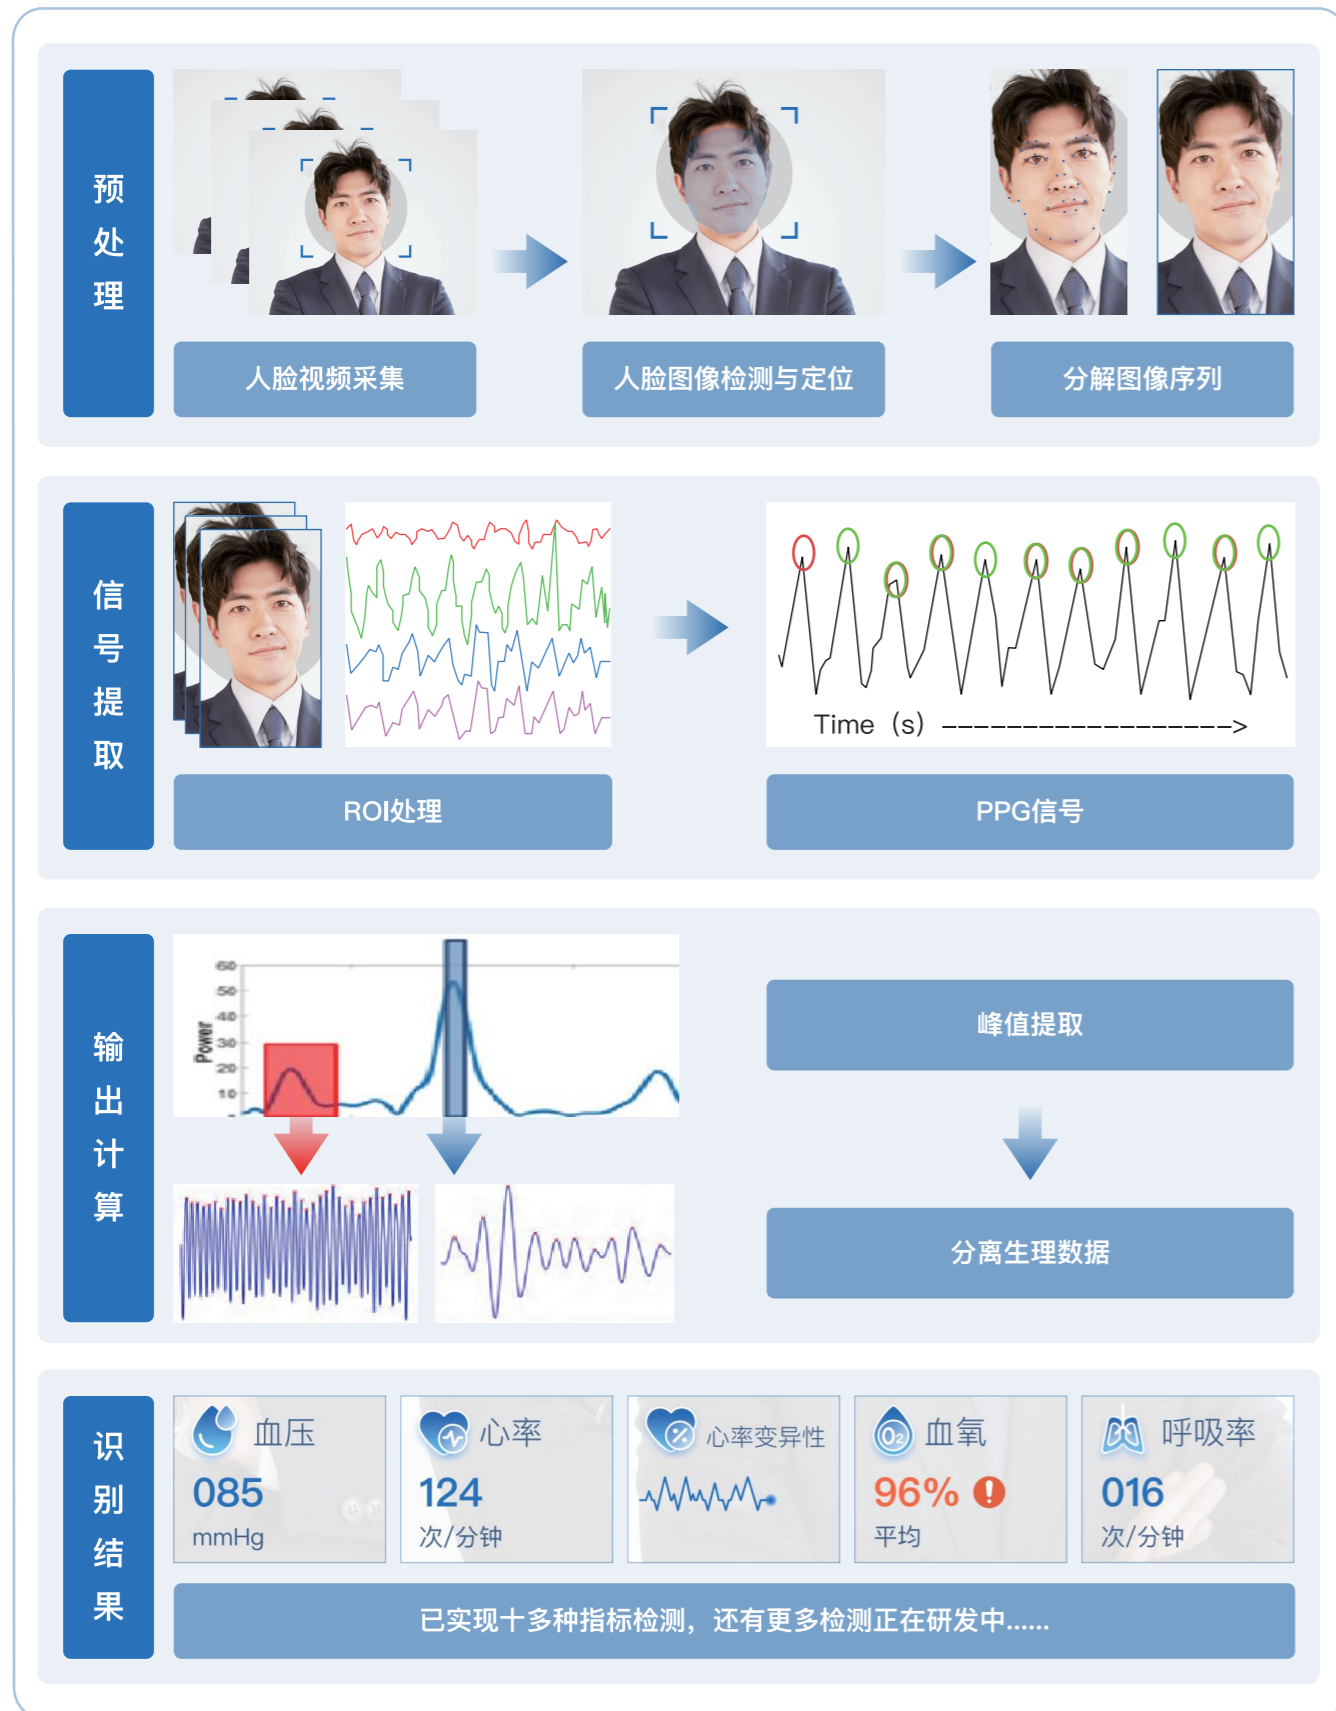 预处理
人脸视频采集
人脸图像检测与定位
分解图像序列
信号提取
Time (s) ------------------>
ROI处理
PPG信号
输出计算
60
50
40
30
20
10
Power
峰值提取
分离生理数据
识别结果
血压
085
mmHg
心率
124
次/分钟
心率变异性
O₂
血氧
96%
平均
呼吸率
016
次/分钟
已实现十多种指标检测，还有更多检测正在研发中......